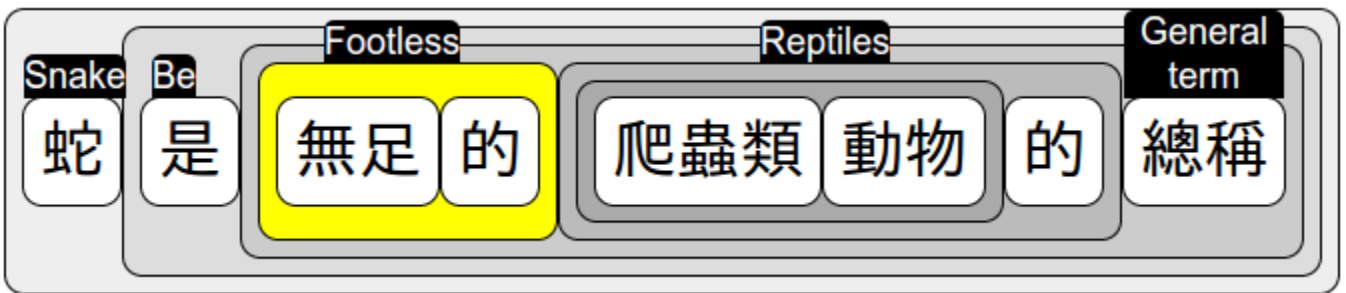 Footless Reptiles General
Snake Be term
蛇 是 無足 的 爬蟲類 動物 的 總稱